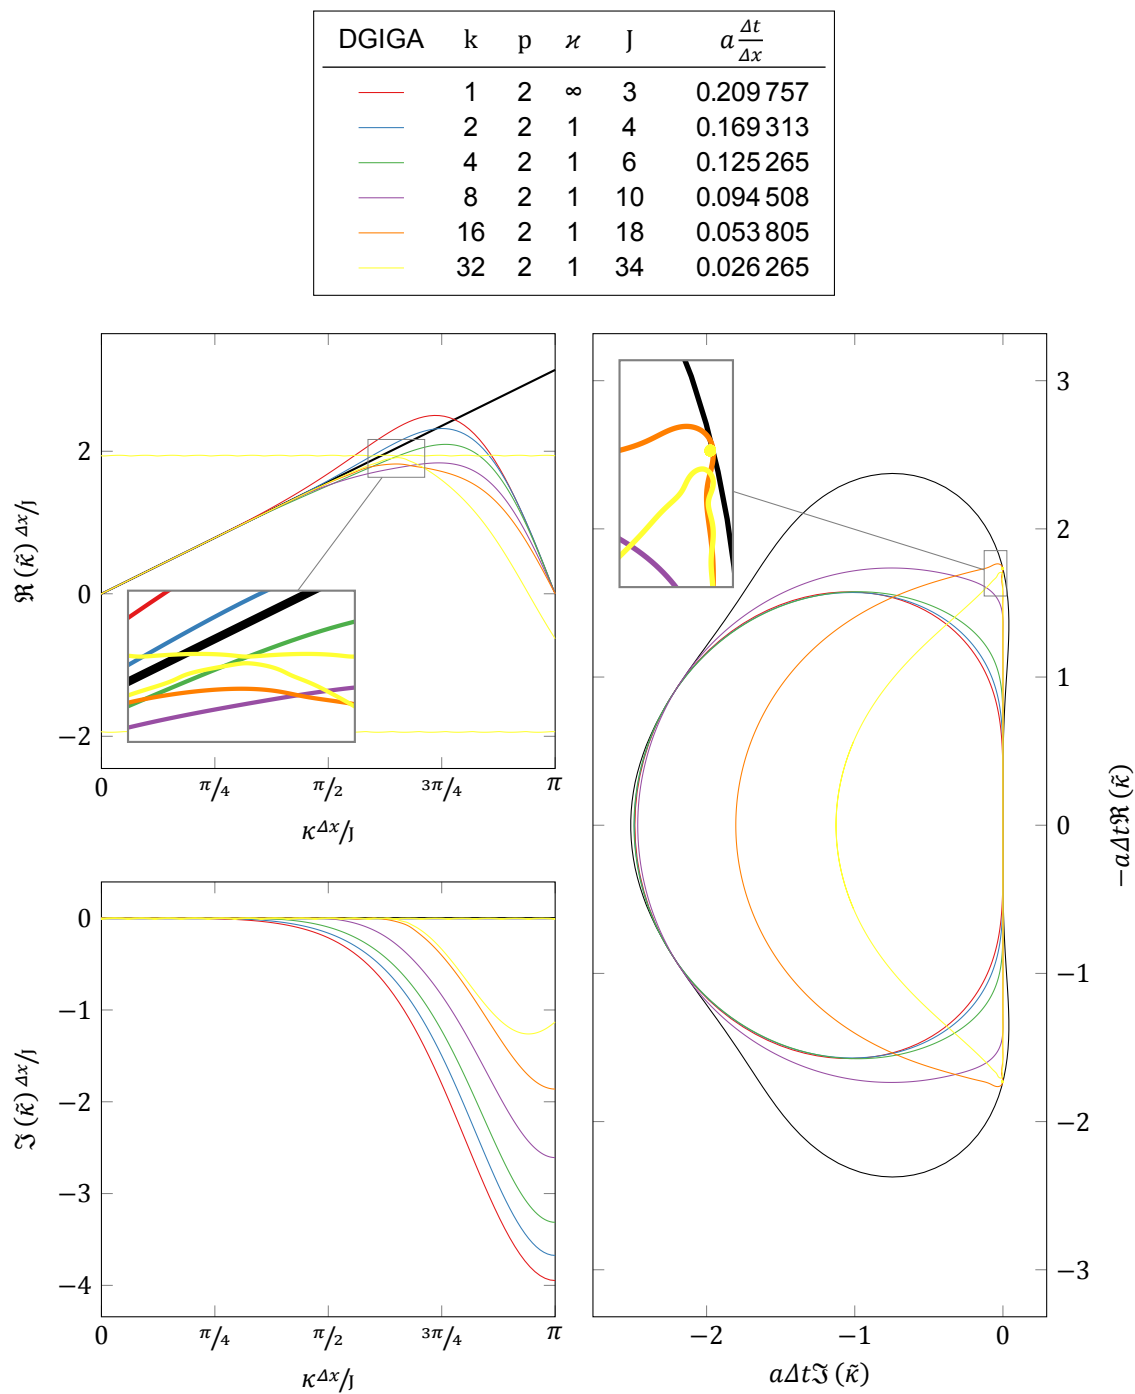 DGIGA k p ϰ J a Δt/Δx
1 2 ∞ 3 0.209 757
2 2 1 4 0.169 313
4 2 1 6 0.125 265
8 2 1 10 0.094 508
16 2 1 18 0.053 805
32 2 1 34 0.026 265
ℜ(κ̃) Δx/J
2
0
−2
0 π/4 π/2 3π/4 π
κ Δx/J
ℑ(κ̃) Δx/J
0
−1
−2
−3
−4
0 π/4 π/2 3π/4 π
κ Δx/J
3
2
1
0
−1
−2
−3
−aΔtℜ(κ̃)
−2 −1 0
aΔtℑ(κ̃)